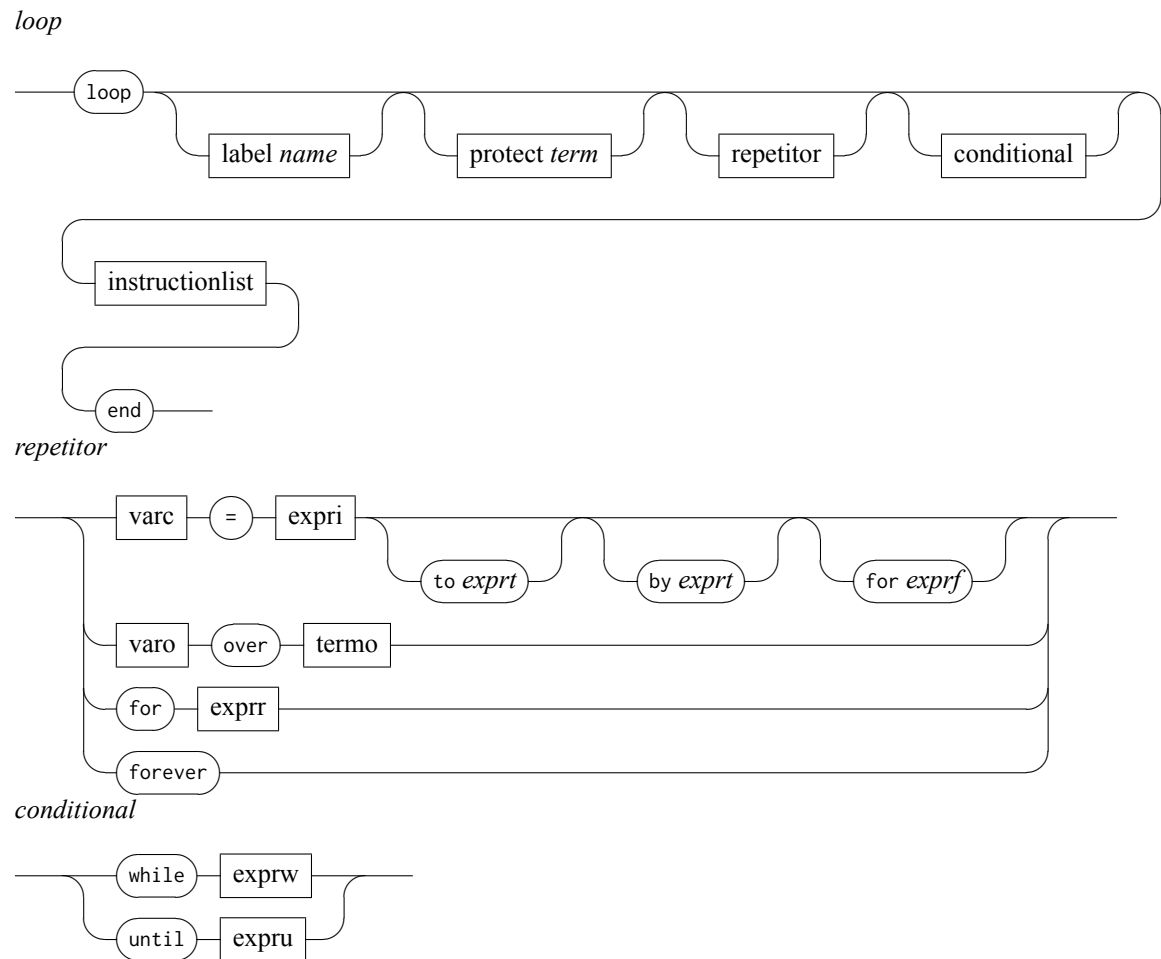 loop
loop
label name protect term repetitor conditional
instructionlist
end
repetitor
varc = expri
to exprt by exprt for exprf
varo over termo
for exprr
forever
conditional
while exprw
until expru